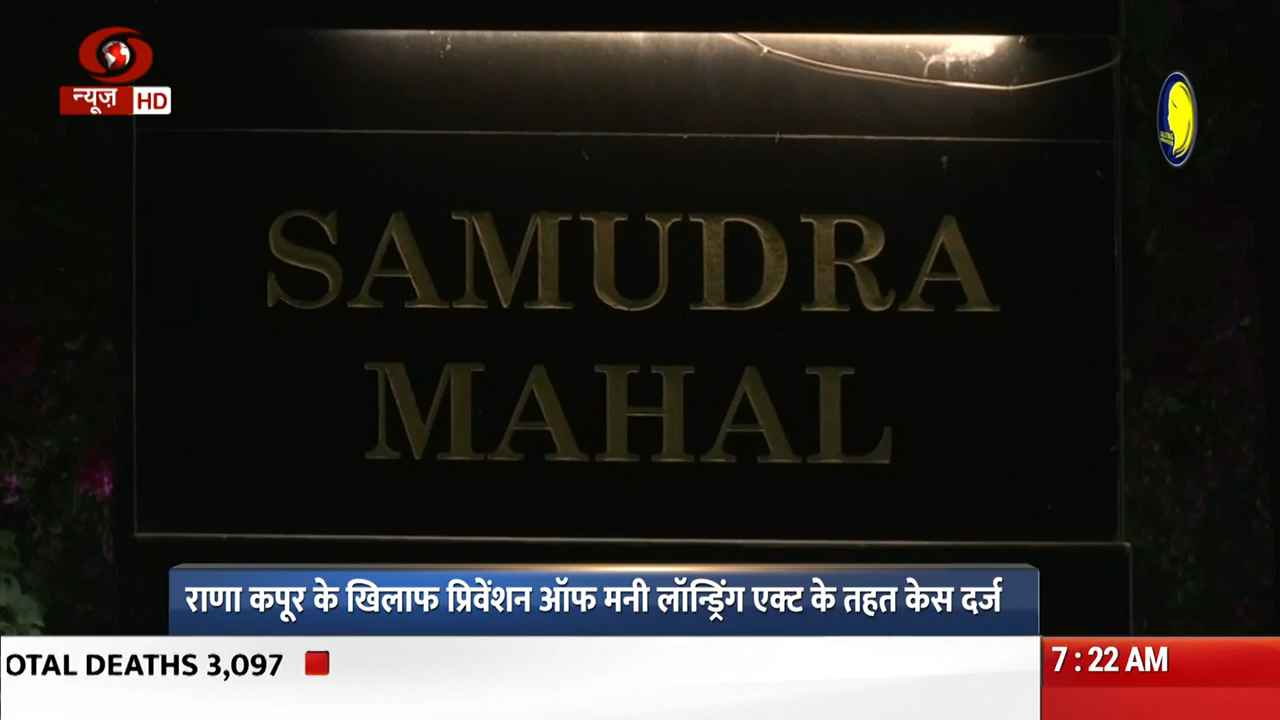 न्यूज़ HD
SAMUDRA
MAHAL
राणा कपूर के खिलाफ प्रिवेंशन ऑफ मनी लॉन्ड्रिंग एक्ट के तहत केस दर्ज
OTAL DEATHS 3,097
7 : 22 AM